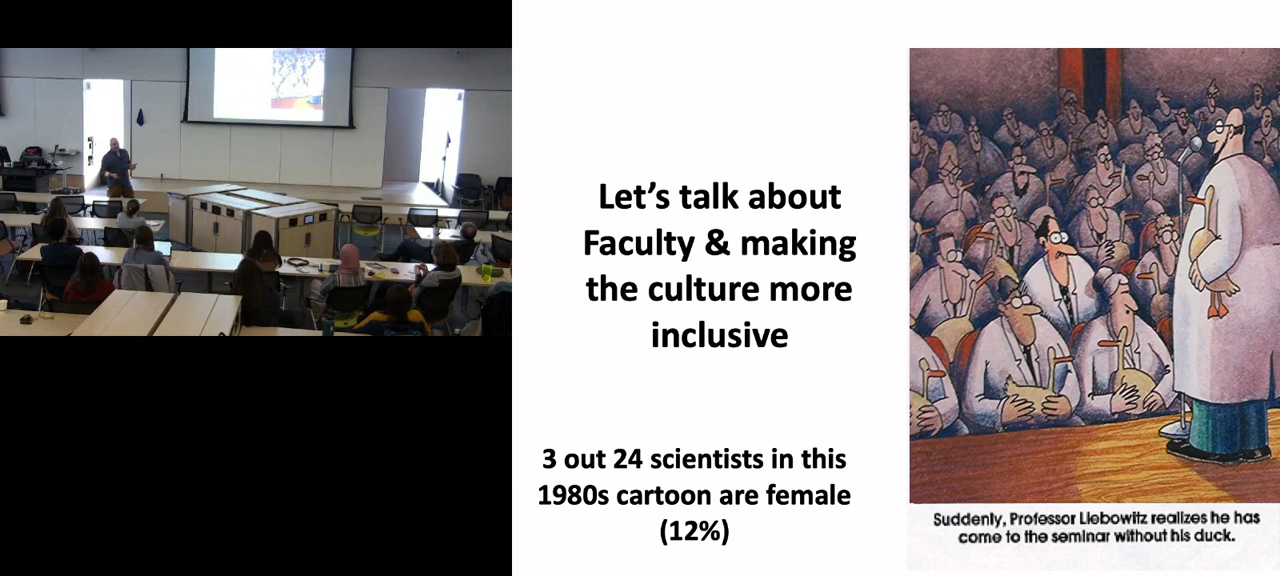 Let’s talk about
Faculty & making
the culture more
inclusive
3 out 24 scientists in this
1980s cartoon are female
(12%)
Suddenly, Professor Liebowitz realizes he has
come to the seminar without his duck.